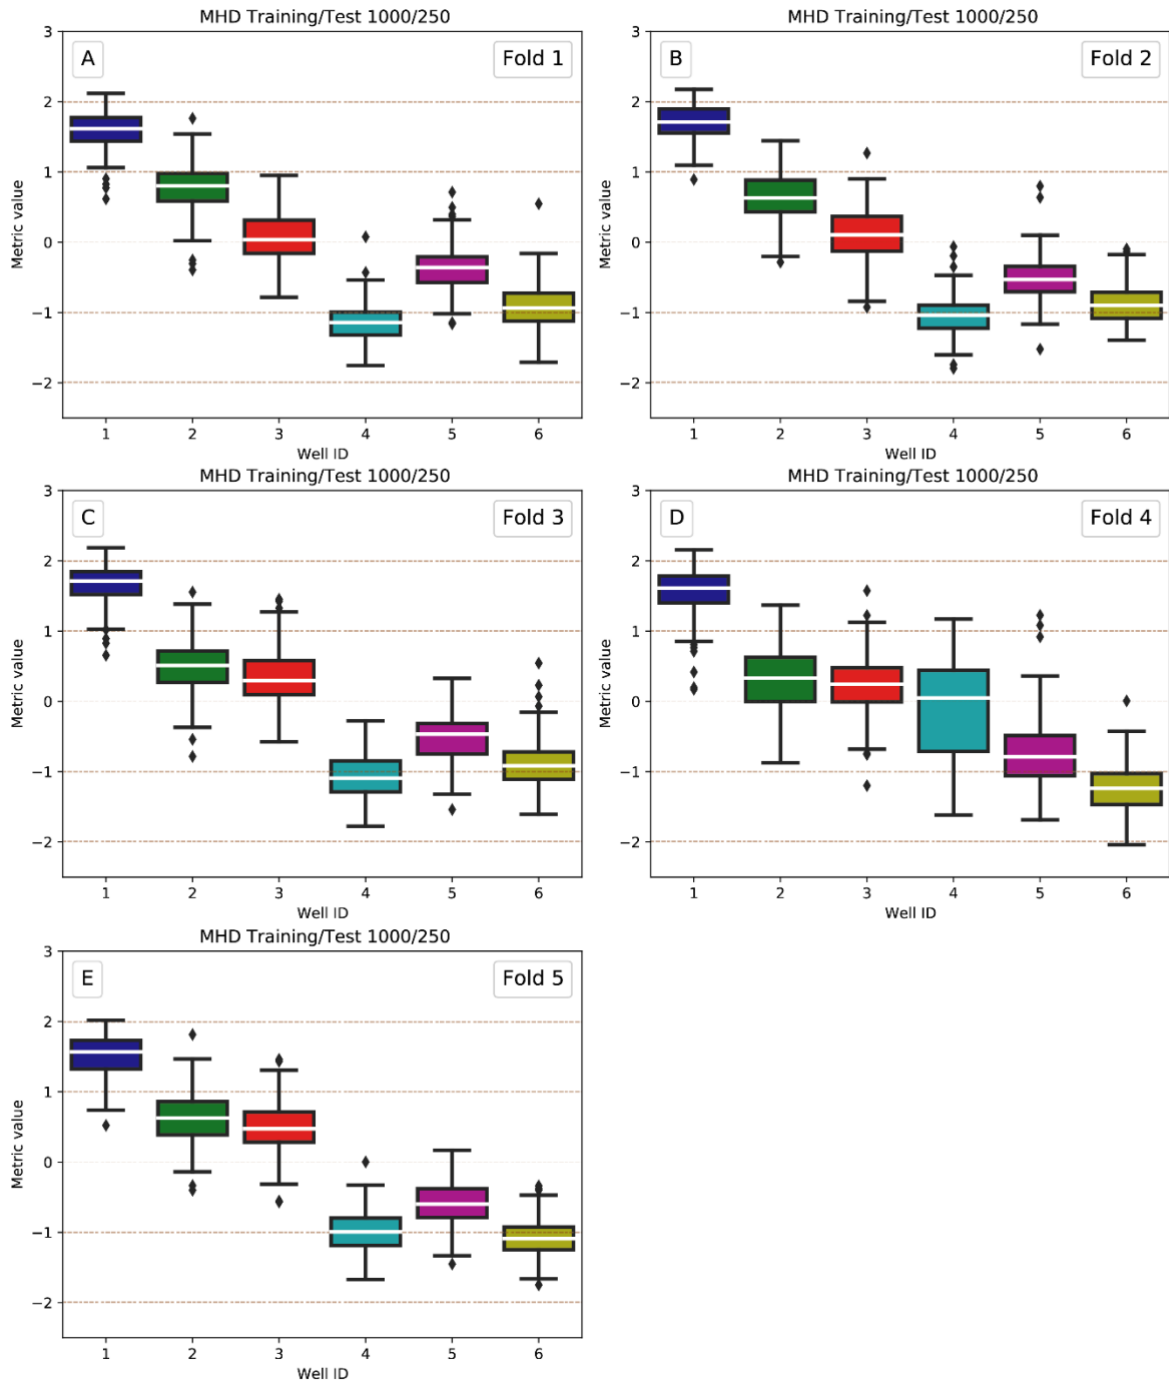 MHD Training/Test 1000/250
A
Fold 1
3
2
1
0
−1
−2
Metric value
1 2 3 4 5 6
Well ID
MHD Training/Test 1000/250
B
Fold 2
3
2
1
0
−1
−2
Metric value
1 2 3 4 5 6
Well ID
MHD Training/Test 1000/250
C
Fold 3
3
2
1
0
−1
−2
Metric value
1 2 3 4 5 6
Well ID
MHD Training/Test 1000/250
D
Fold 4
3
2
1
0
−1
−2
Metric value
1 2 3 4 5 6
Well ID
MHD Training/Test 1000/250
E
Fold 5
3
2
1
0
−1
−2
Metric value
1 2 3 4 5 6
Well ID